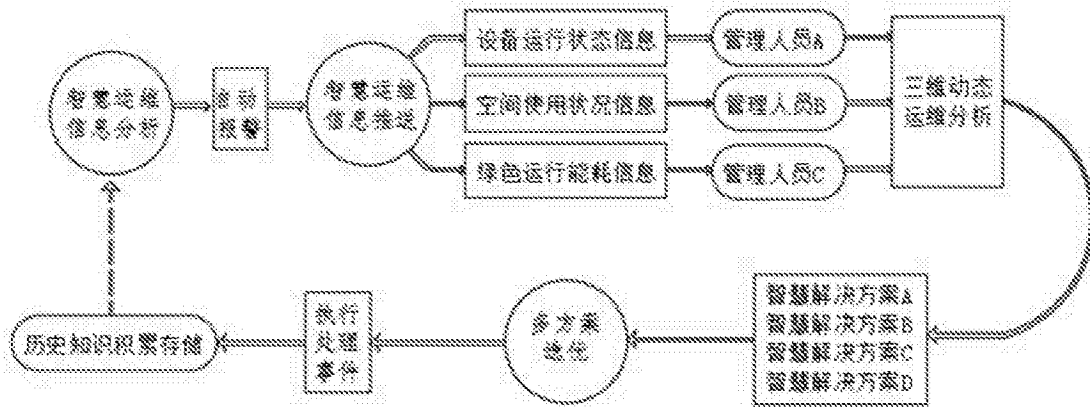 智慧运维
信息分析
自动
报警
智慧运维
信息推送
设备运行状态信息
管理人员A
空间使用状况信息
管理人员B
绿色运行能耗信息
管理人员C
三维动态
运维分析
智慧解决方案A
智慧解决方案B
智慧解决方案C
智慧解决方案D
多方案
选优
执行
处理
事件
历史知识积累存储